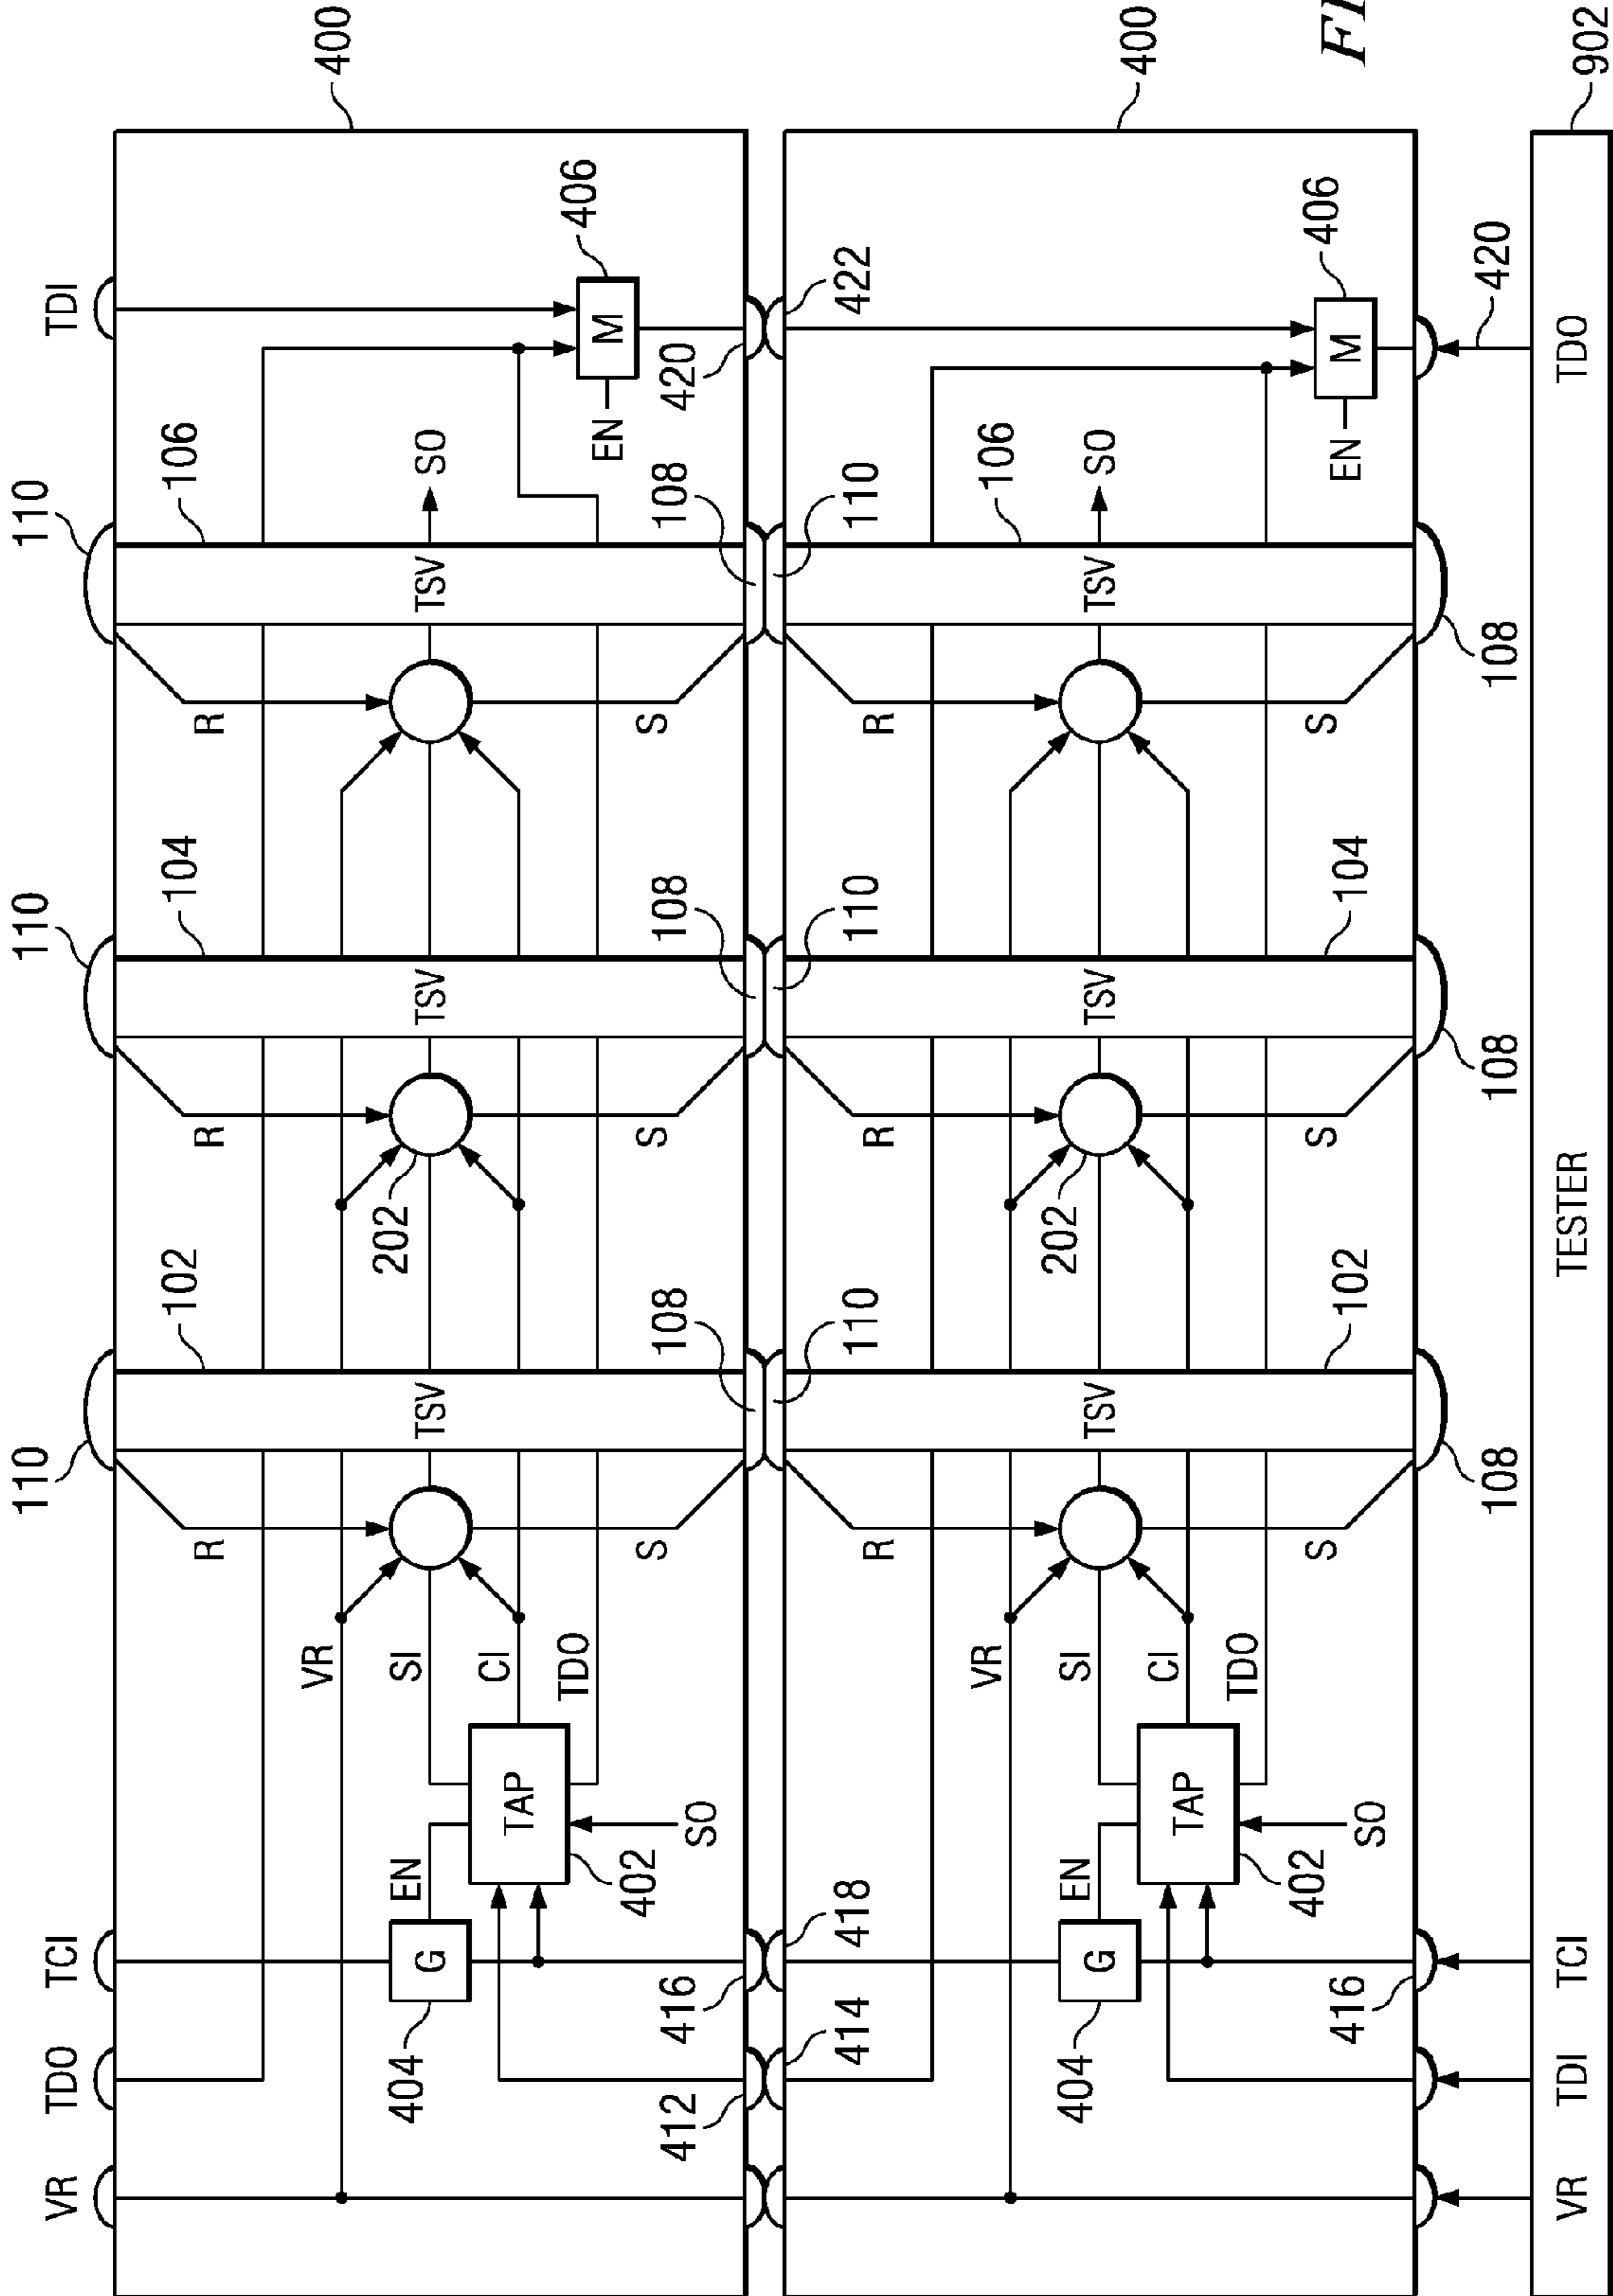 110 110 110
VR TDO TCI TDI
102 104 106
R R R
VR 400
404 EN SI 202
G TSV TSV TSV SO
CI
TAP
TDO 406
EN M
402 S S S
412 416 108 108 108 420
SO
414 418 110 110 110 422
R R R
VR 106
404 EN SI 202
G TSV TSV TSV SO
CI 400
TAP
TDO
402 S S S 406
416 102 104 EN M
SO
108 108 108 420
VR TDI TCI TESTER TDO
902